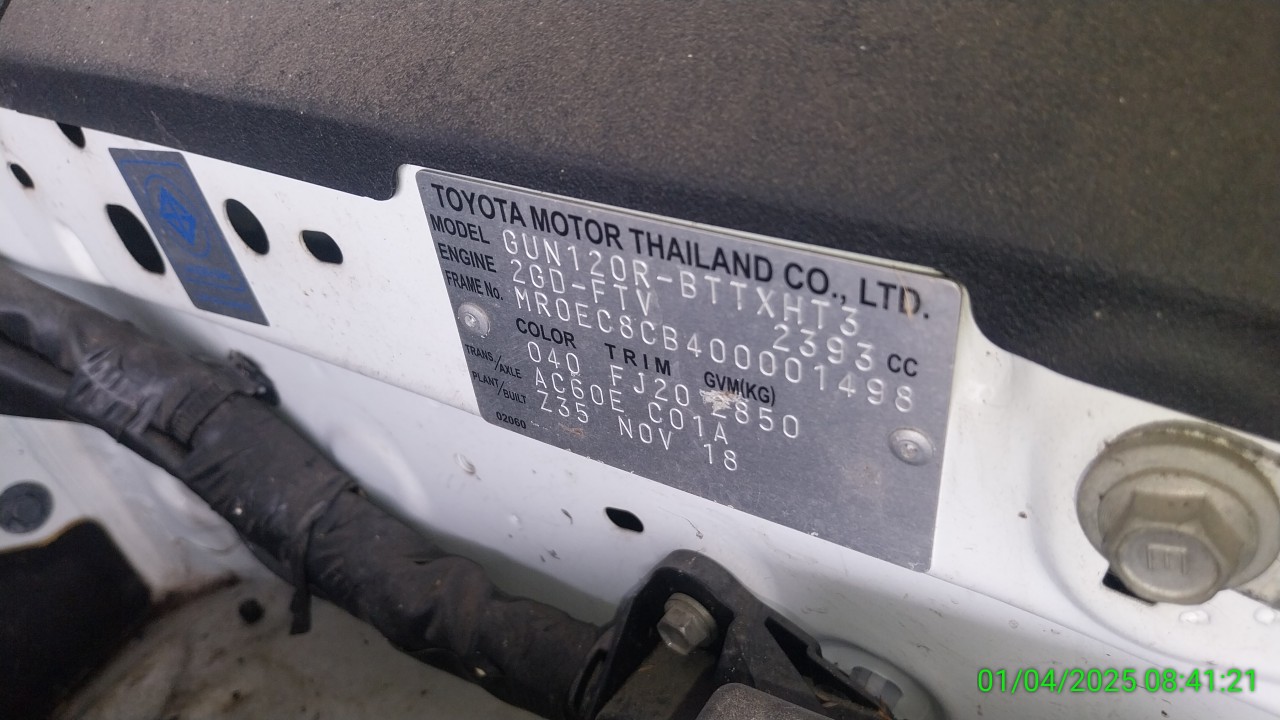 TOYOTA MOTOR THAILAND CO., LTD.
MODEL GUN120R-BTTXHT3
ENGINE 2GD-FTV 2393 CC
FRAME No. MR0EC8CB400001498
COLOR TRIM GVM(KG)
040 FJ20 2850
TRANS/AXLE AC60E C01A
PLANT/BUILT Z35 NOV 18
02060
E
01/04/2025 08:41:21